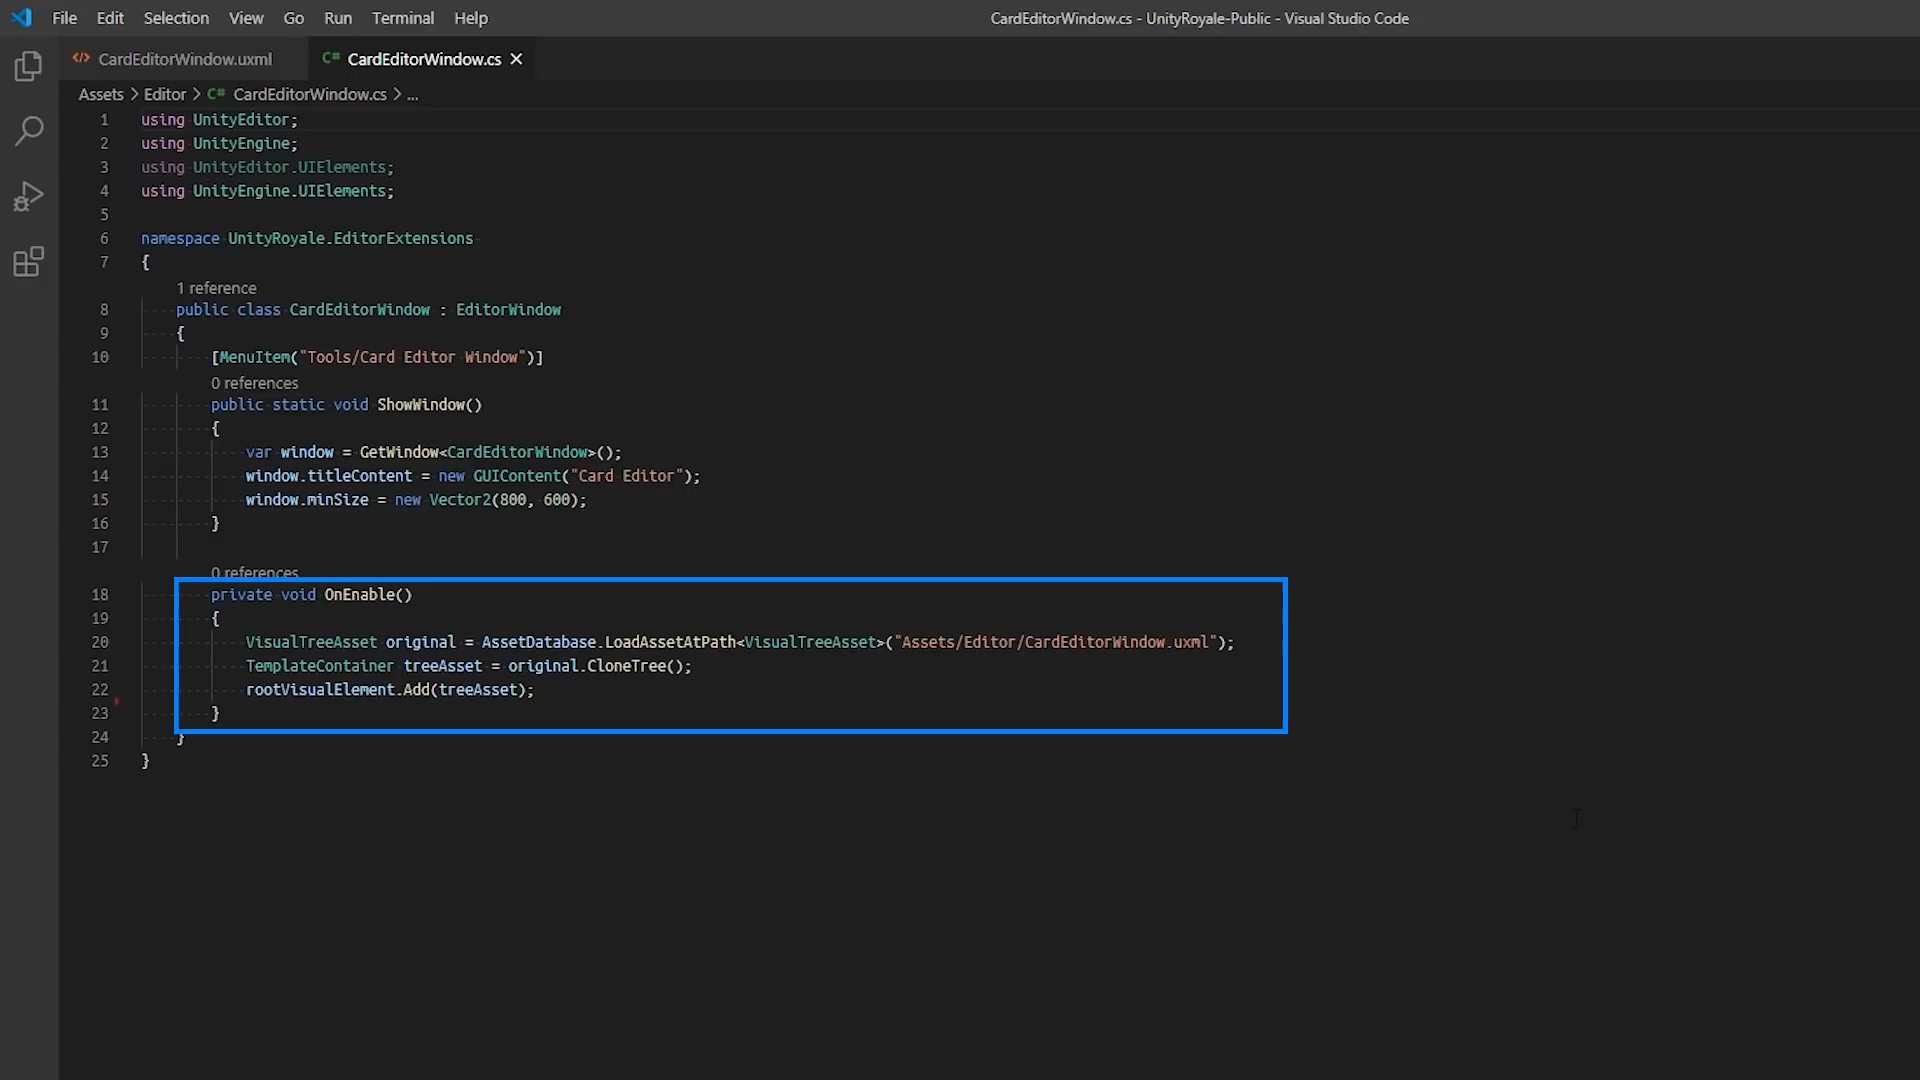 File Edit Selection View Go Run Terminal Help CardEditorWindow.cs - UnityRoyale-Public - Visual Studio Code
CardEditorWindow.uxml C# CardEditorWindow.cs
Assets > Editor > C# CardEditorWindow.cs > ...
1 using UnityEditor;
2 using UnityEngine;
3 using UnityEditor.UIElements;
4 using UnityEngine.UIElements;
5
6 namespace UnityRoyale.EditorExtensions
7 {
1 reference
8 public class CardEditorWindow : EditorWindow
9 {
10 [MenuItem("Tools/Card Editor Window")]
0 references
11 public static void ShowWindow()
12 {
13 var window = GetWindow<CardEditorWindow>();
14 window.titleContent = new GUIContent("Card Editor");
15 window.minSize = new Vector2(800, 600);
16 }
17
0 references
18 private void OnEnable()
19 {
20 VisualTreeAsset original = AssetDatabase.LoadAssetAtPath<VisualTreeAsset>("Assets/Editor/CardEditorWindow.uxml");
21 TemplateContainer treeAsset = original.CloneTree();
22 rootVisualElement.Add(treeAsset);
23 }
24 }
25 }